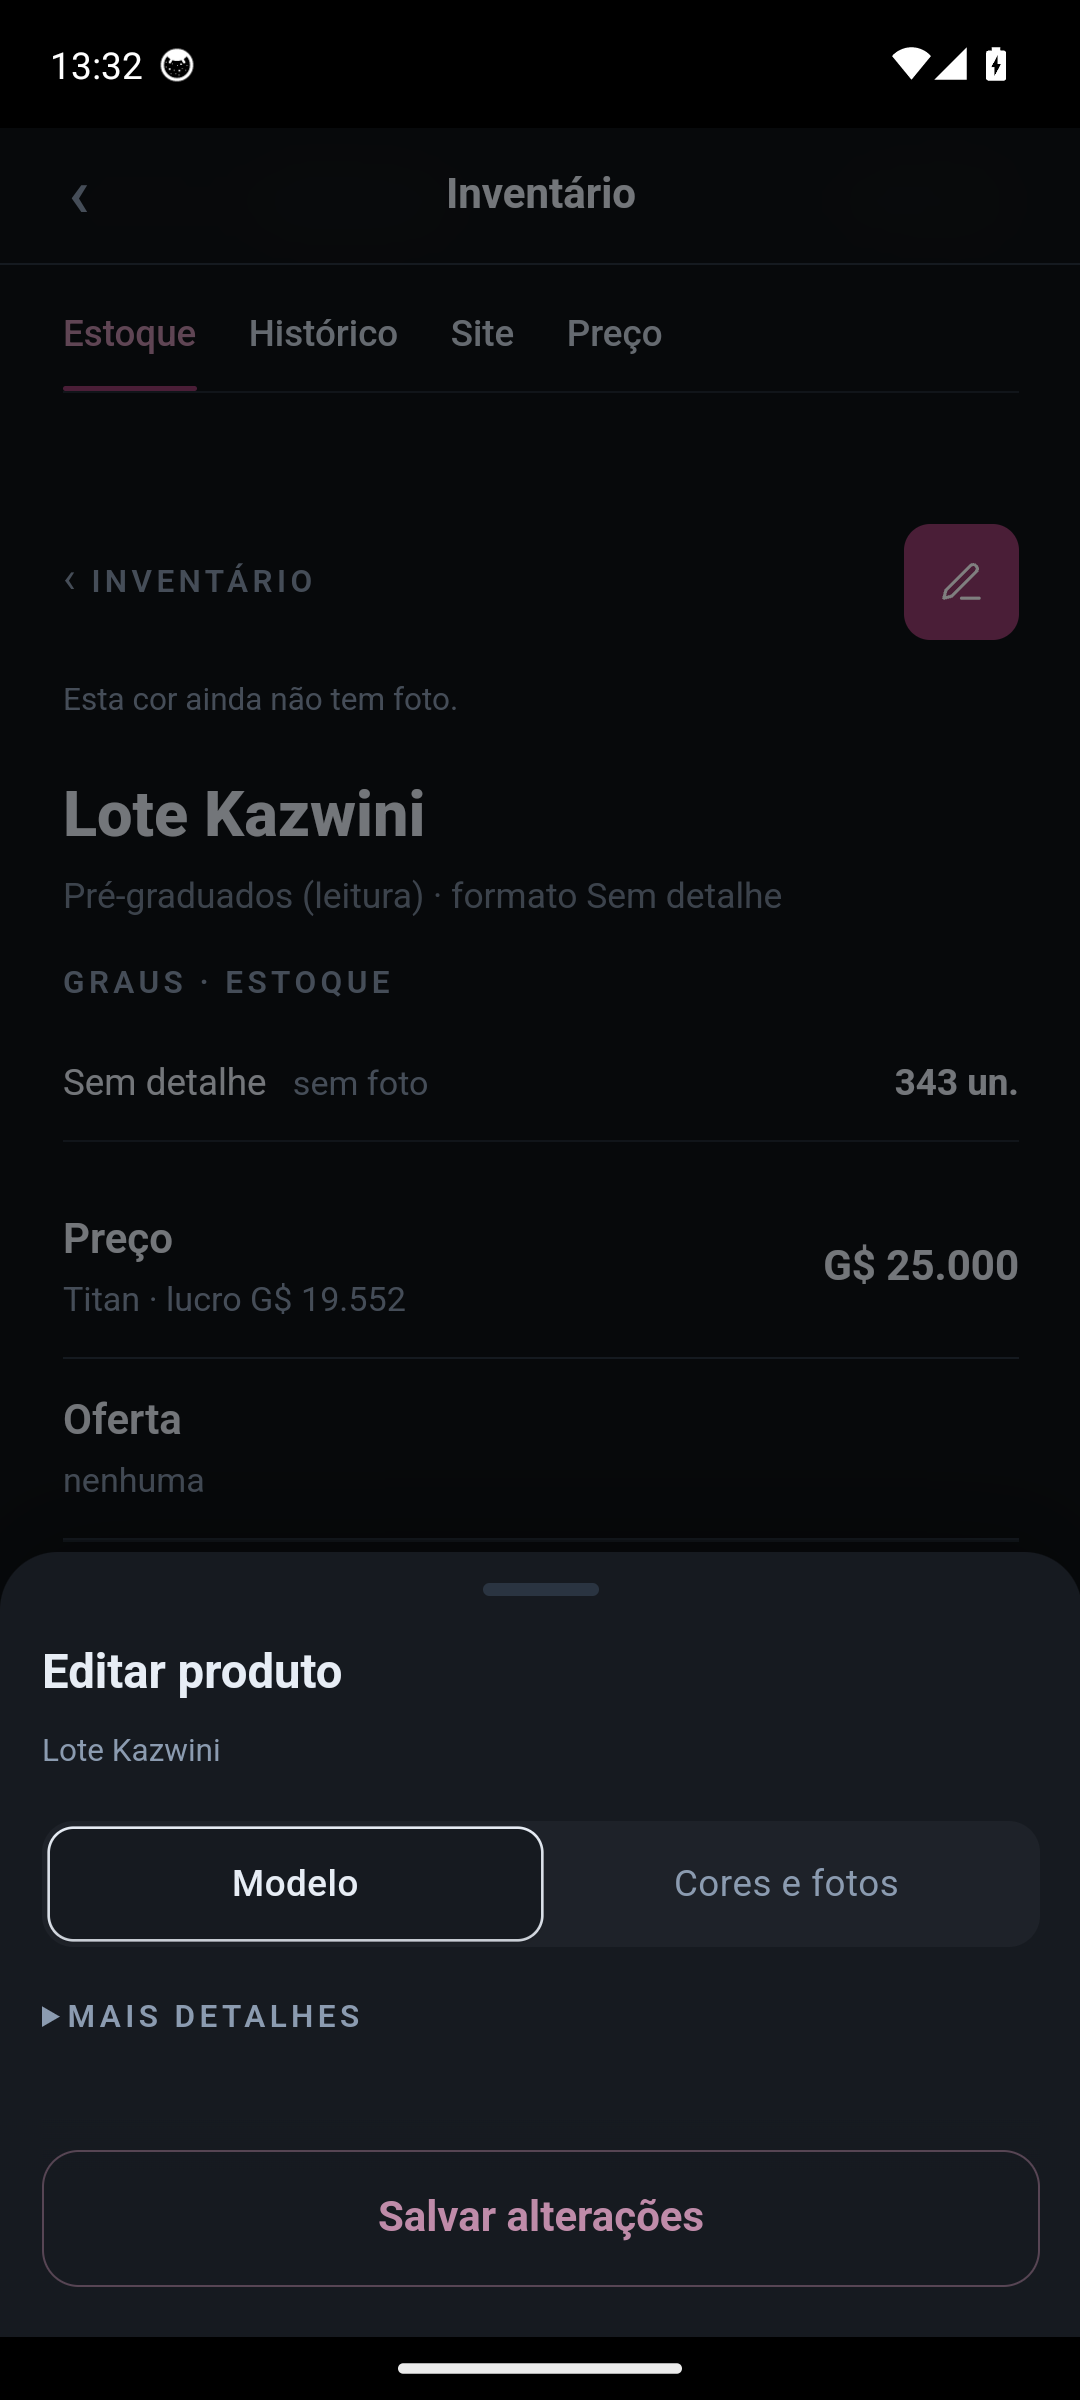 13:32
Inventário
Estoque Histórico Site Preço
‹ INVENTÁRIO
Esta cor ainda não tem foto.
Lote Kazwini
Pré-graduados (leitura) · formato Sem detalhe
GRAUS · ESTOQUE
Sem detalhe sem foto 343 un.
Preço
G$ 25.000
Titan · lucro G$ 19.552
Oferta
nenhuma
Editar produto
Lote Kazwini
Modelo Cores e fotos
▶MAIS DETALHES
Salvar alterações